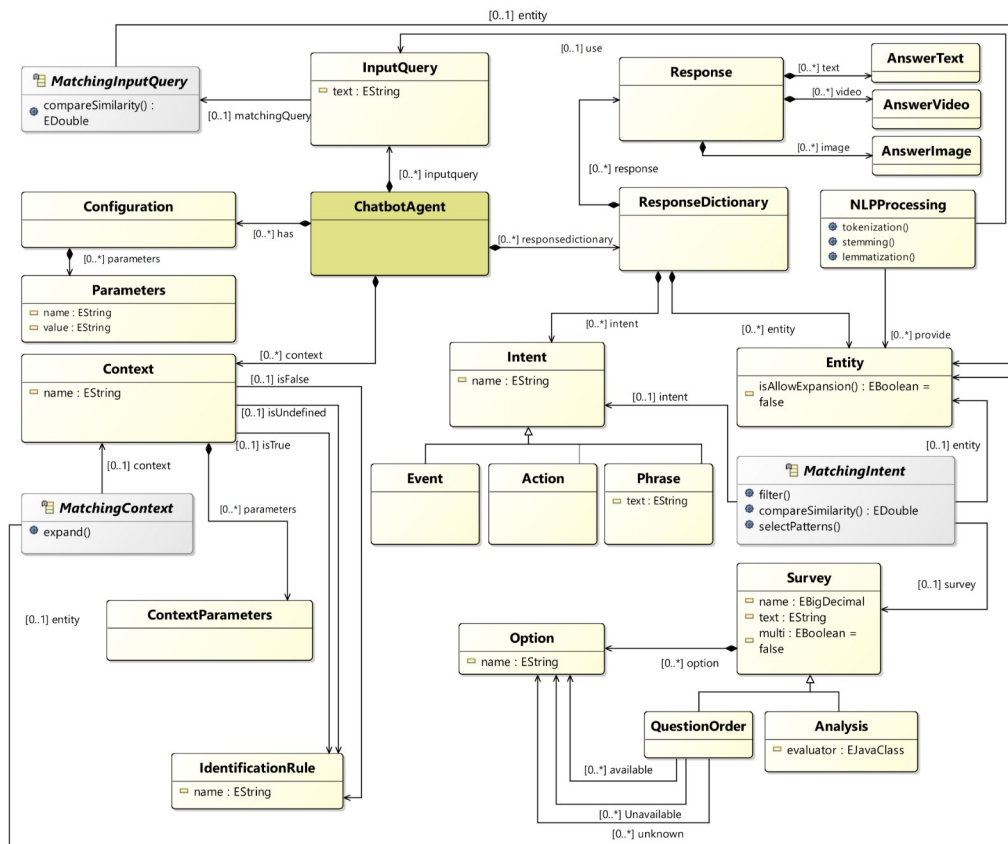 [0..1] entity
MatchingInputQuery
compareSimilarity() :
EDouble
[0..1] matchingQuery
InputQuery
text : EString
[0..*] inputquery
[0..1] use
Response
[0..*] text
[0..*] video
[0..*] image
AnswerText
AnswerVideo
AnswerImage
[0..*] response
Configuration
[0..*] has
ChatbotAgent
[0..*] responsedictionary
ResponseDictionary
NLPProcessing
tokenization()
stemming()
lemmatization()
[0..*] parameters
Parameters
name : EString
value : EString
[0..*] context
[0..*] intent
[0..*] entity
[0..*] provide
Context
name : EString
[0..1] isFalse
[0..1] isUndefined
[0..1] isTrue
Intent
name : EString
Entity
isAllowExpansion() : EBoolean =
false
[0..1] intent
[0..1] entity
[0..1] context
MatchingContext
expand()
[0..*] parameters
Event
Action
Phrase
text : EString
MatchingIntent
filter()
compareSimilarity() : EDouble
selectPatterns()
[0..1] survey
[0..1] entity
ContextParameters
Survey
name : EBigDecimal
text : EString
multi : EBoolean =
false
Option
name : EString
[0..*] option
QuestionOrder
Analysis
evaluator : EJavaClass
IdentificationRule
name : EString
[0..*] available
[0..*] Unavailable
[0..*] unknown